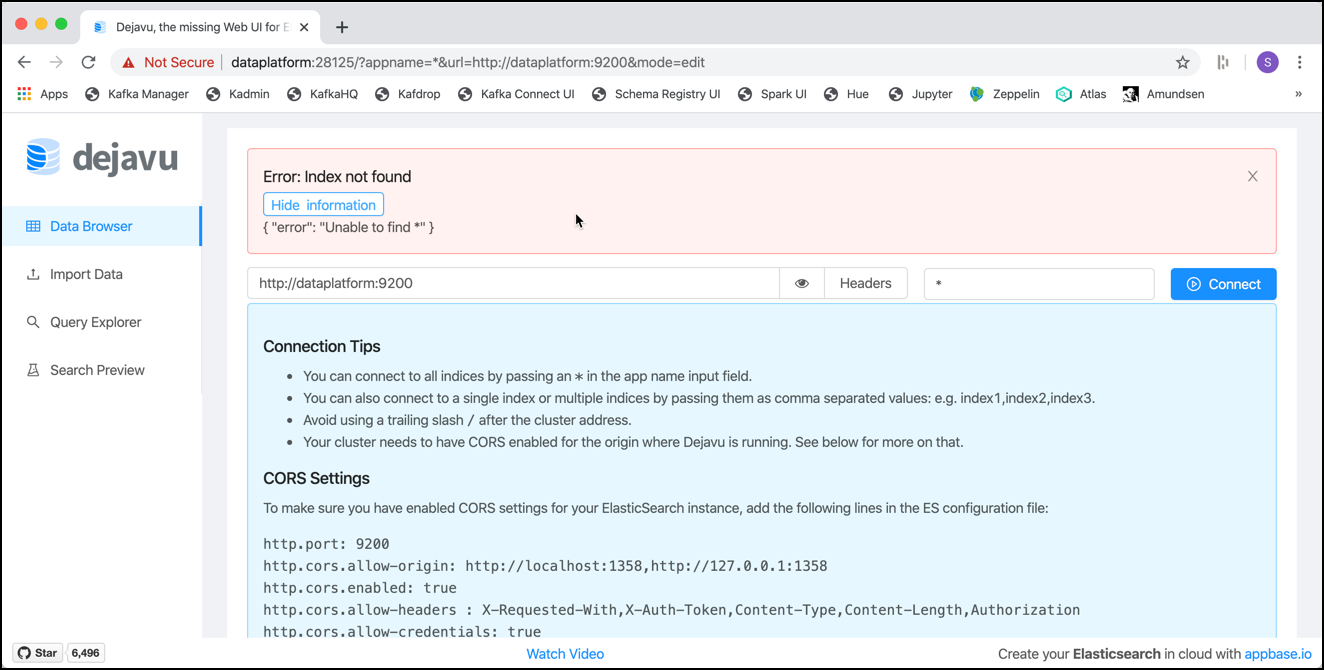 Dejavu, the missing Web UI for E
Not Secure dataplatform:28125/?appname=*&url=http://dataplatform:9200&mode=edit S
Apps Kafka Manager Kadmin KafkaHQ Kafdrop Kafka Connect UI Schema Registry UI Spark UI Hue Jupyter Zeppelin Atlas Amundsen »
dejavu
Data Browser
Import Data
Query Explorer
Search Preview
Error: Index not found
Hide information
{ "error": "Unable to find *" }
http://dataplatform:9200 Headers * Connect
Connection Tips
• You can connect to all indices by passing an * in the app name input field.
• You can also connect to a single index or multiple indices by passing them as comma separated values: e.g. index1,index2,index3.
• Avoid using a trailing slash / after the cluster address.
• Your cluster needs to have CORS enabled for the origin where Dejavu is running. See below for more on that.
CORS Settings
To make sure you have enabled CORS settings for your ElasticSearch instance, add the following lines in the ES configuration file:
http.port: 9200
http.cors.allow-origin: http://localhost:1358,http://127.0.0.1:1358
http.cors.enabled: true
http.cors.allow-headers : X-Requested-With,X-Auth-Token,Content-Type,Content-Length,Authorization
http.cors.allow-credentials: true
Star 6,496 Watch Video Create your Elasticsearch in cloud with appbase.io